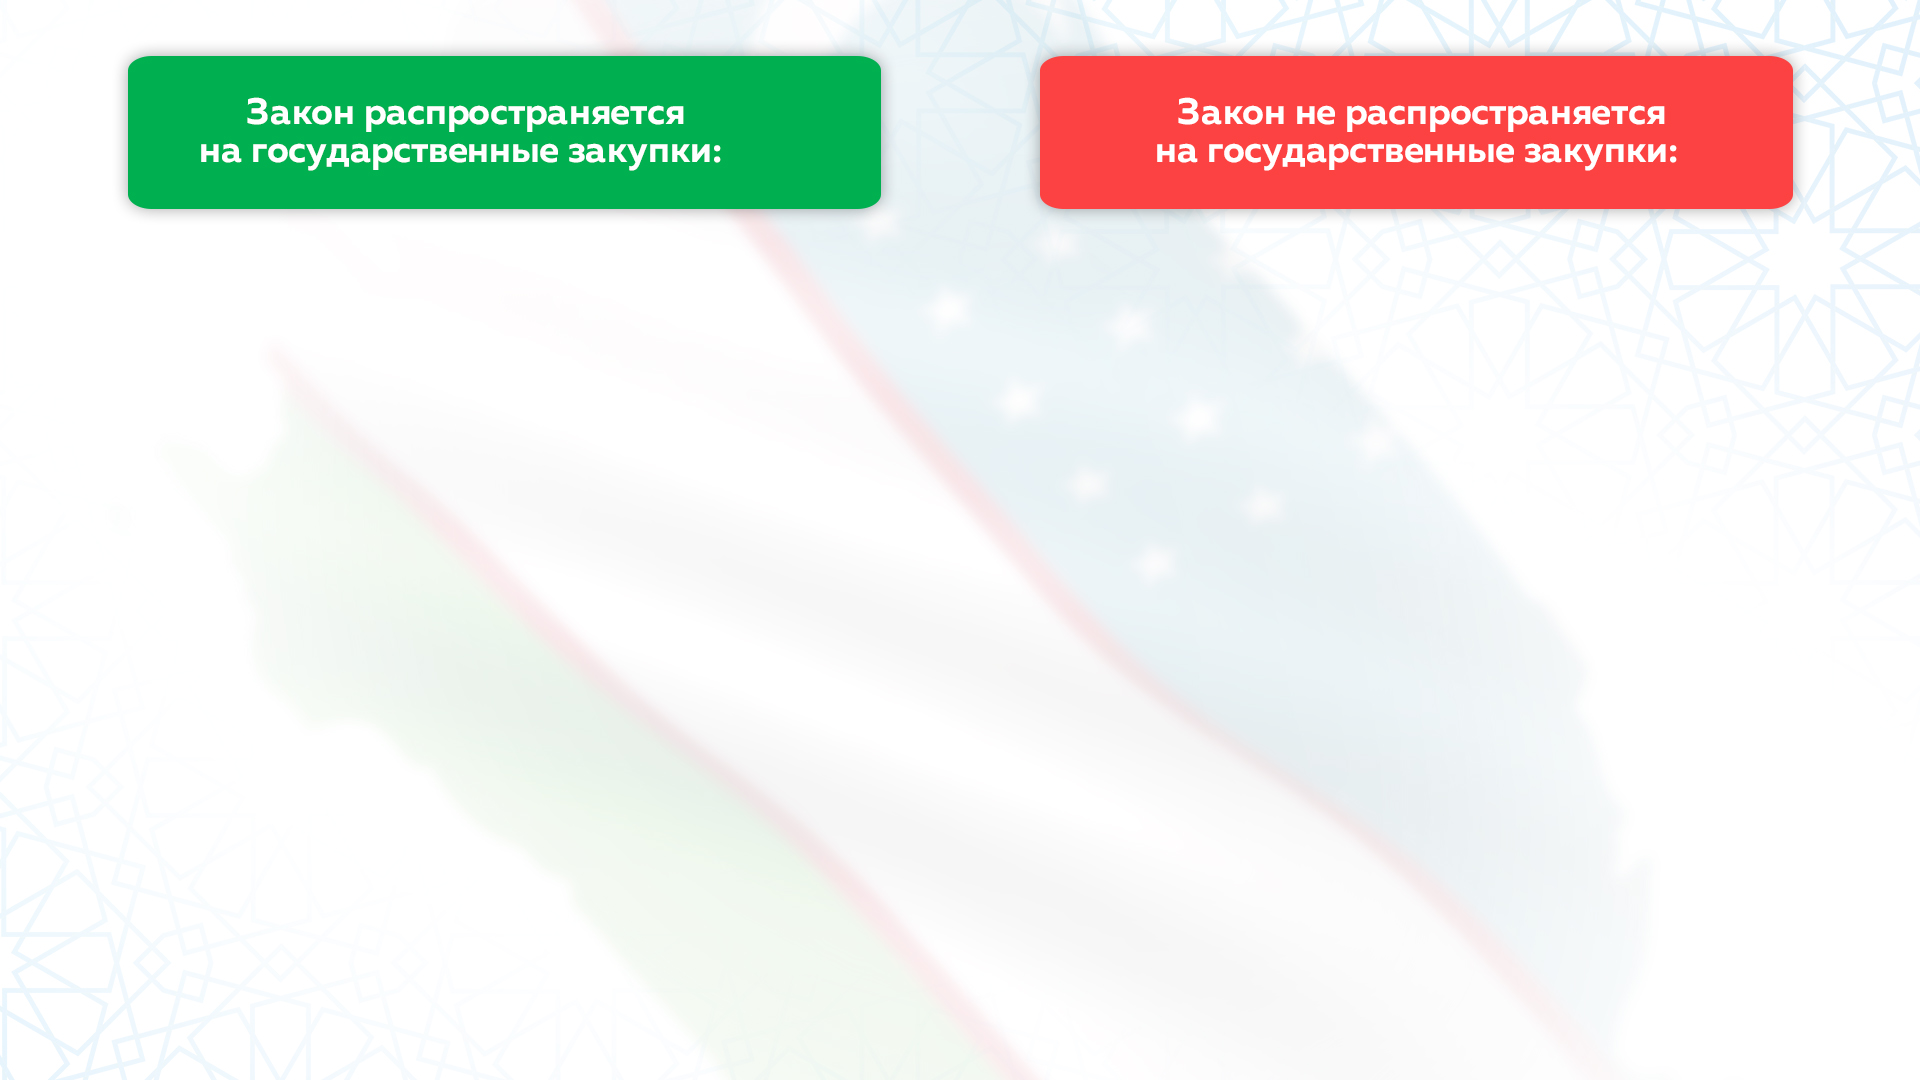 Закон распространяется
на государственные закупки:
Закон не распространяется
на государственные закупки: